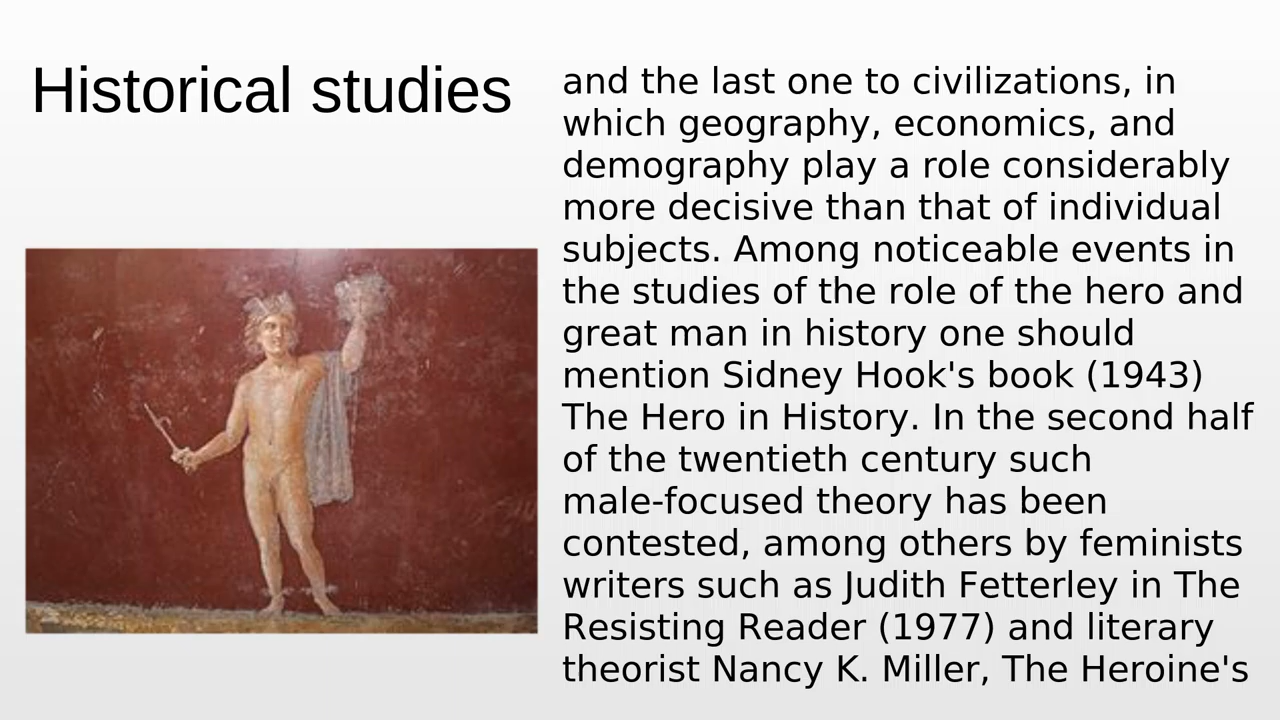 Historical studies
and the last one to civilizations, in
which geography, economics, and
demography play a role considerably
more decisive than that of individual
subjects. Among noticeable events in
the studies of the role of the hero and
great man in history one should
mention Sidney Hook's book (1943)
The Hero in History. In the second half
of the twentieth century such
male-focused theory has been
contested, among others by feminists
writers such as Judith Fetterley in The
Resisting Reader (1977) and literary
theorist Nancy K. Miller, The Heroine's